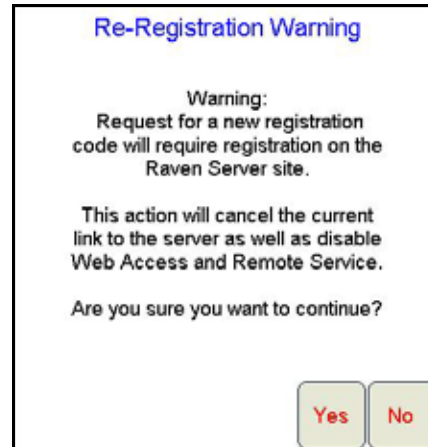 Re-Registration Warning
Warning:
Request for a new registration
code will require registration on the
Raven Server site.
This action will cancel the current
link to the server as well as disable
Web Access and Remote Service.
Are you sure you want to continue?
Yes No